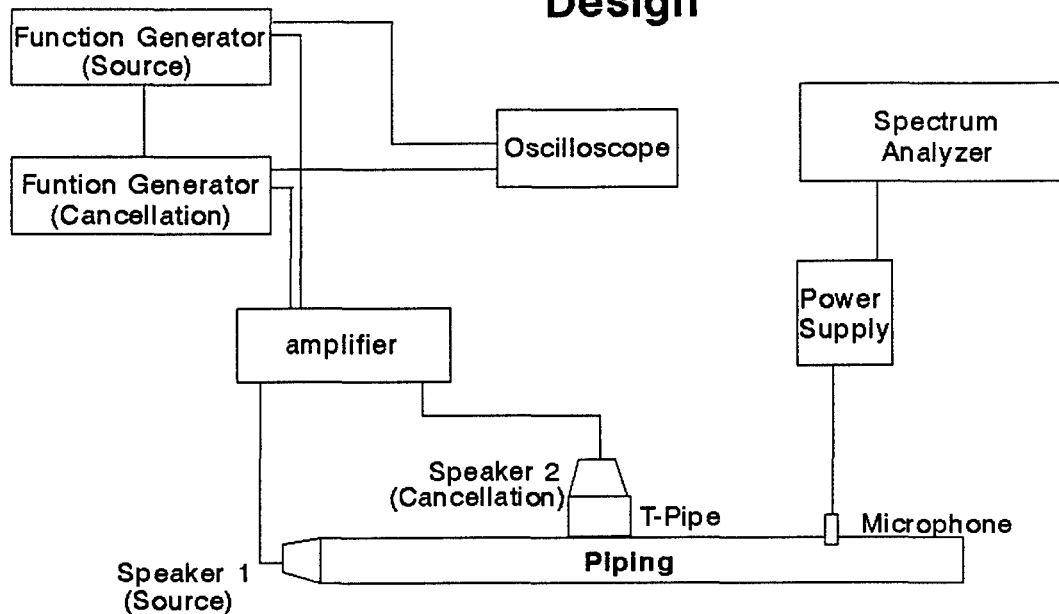 Design
Function Generator
(Source)
Funtion Generator
(Cancellation)
Oscilloscope
Spectrum
Analyzer
Power
Supply
amplifier
Speaker 2
(Cancellation)
T-Pipe
Microphone
Piping
Speaker 1
(Source)